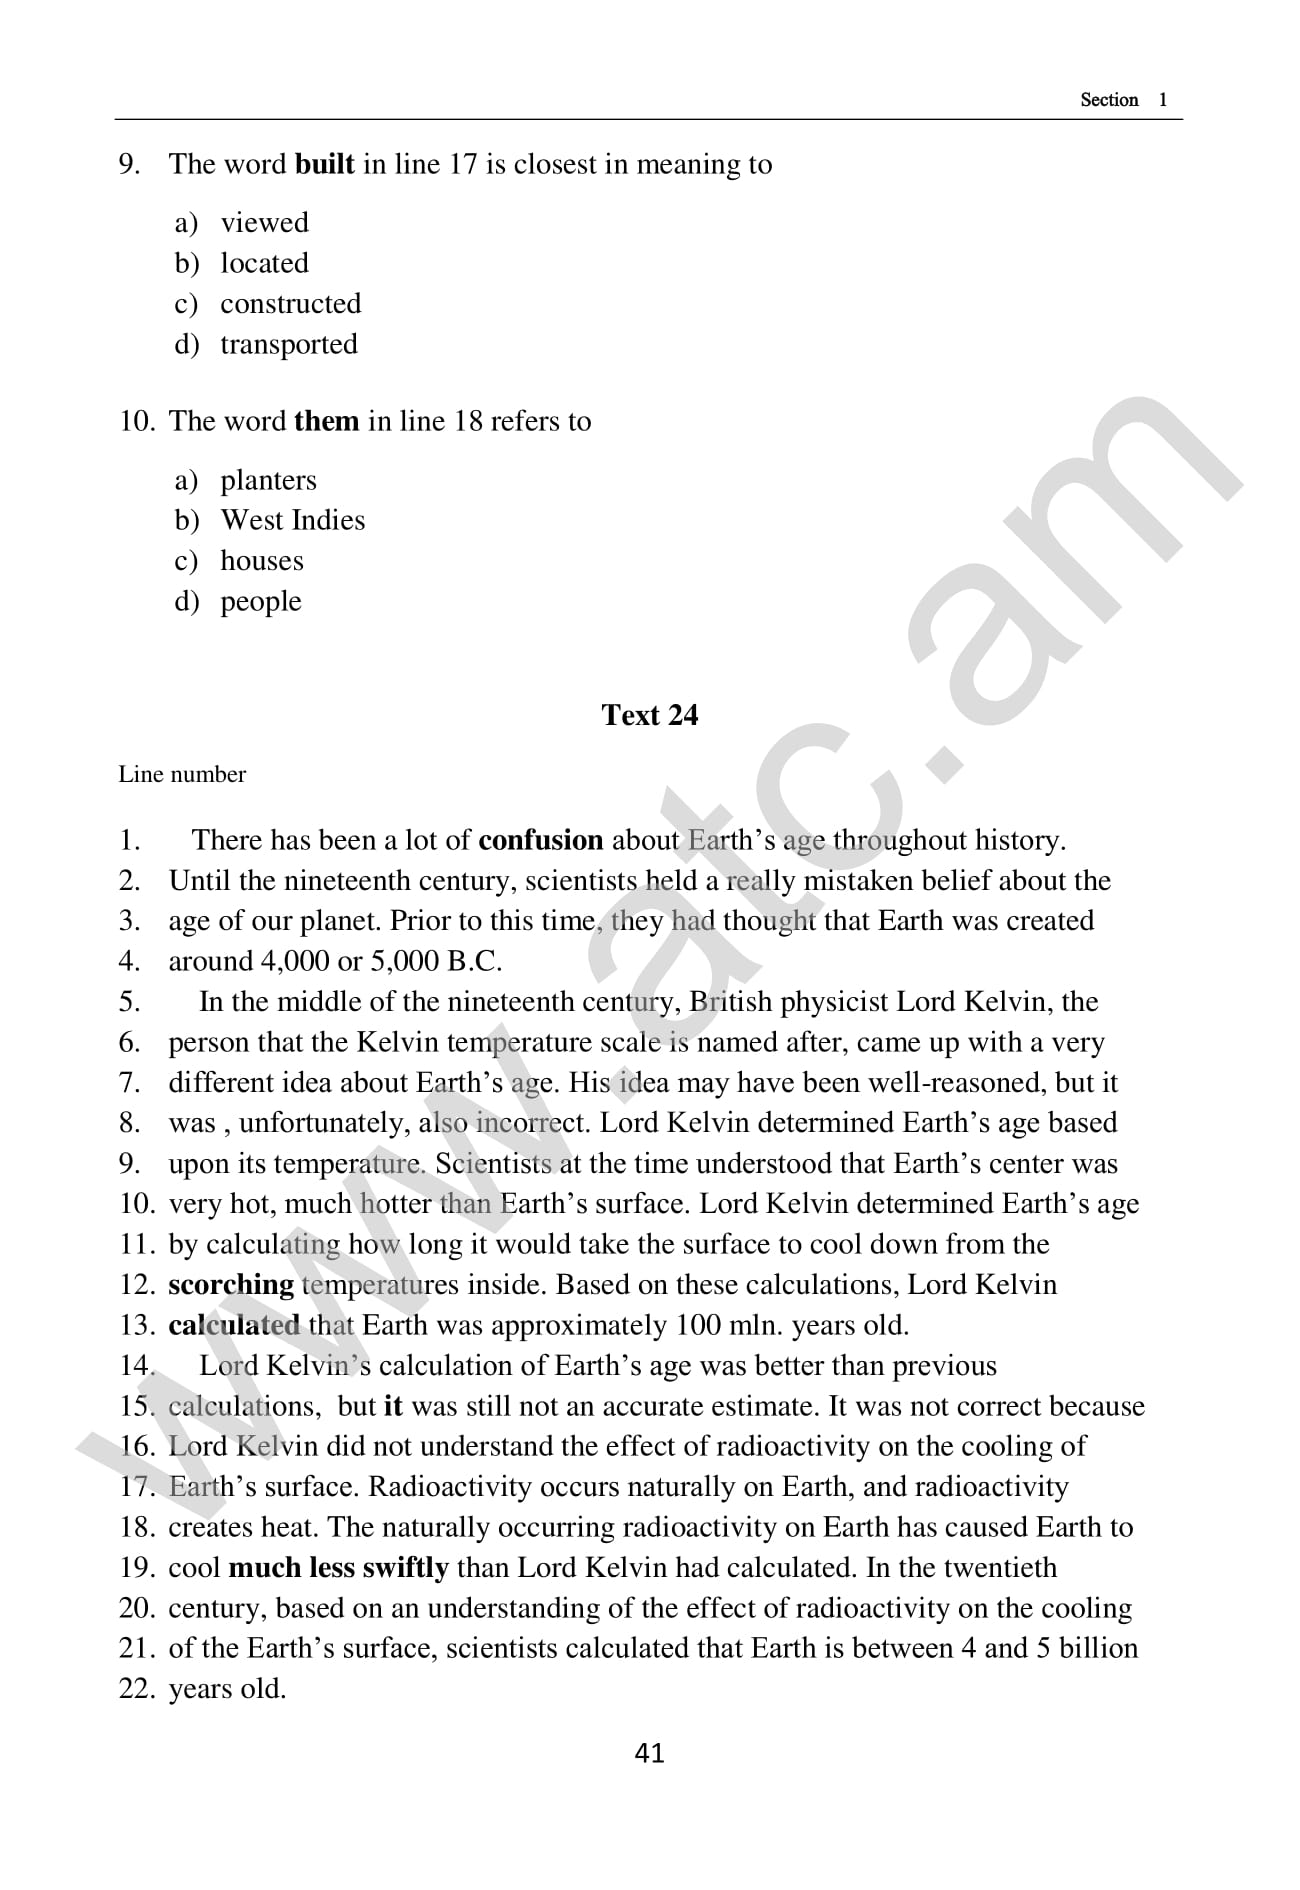 Section 1
9. The word built in line 17 is closest in meaning to
a) viewed
b) located
c) constructed
d) transported
10. The word them in line 18 refers to
a) planters
b) West Indies
c) houses
d) people
Text 24
Line number
1. There has been a lot of confusion about Earth's age throughout history.
2. Until the nineteenth century, scientists held a really mistaken belief about the
3. age of our planet. Prior to this time, they had thought that Earth was created
4. around 4,000 or 5,000 B.C.
5. In the middle of the nineteenth century, British physicist Lord Kelvin, the
6. person that the Kelvin temperature scale is named after, came up with a very
7. different idea about Earth's age. His idea may have been well-reasoned, but it
8. was , unfortunately, also incorrect. Lord Kelvin determined Earth's age based
9. upon its temperature. Scientists at the time understood that Earth's center was
10. very hot, much hotter than Earth's surface. Lord Kelvin determined Earth's age
11. by calculating how long it would take the surface to cool down from the
12. scorching temperatures inside. Based on these calculations, Lord Kelvin
13. calculated that Earth was approximately 100 mln. years old.
14. Lord Kelvin's calculation of Earth's age was better than previous
15. calculations, but it was still not an accurate estimate. It was not correct because
16. Lord Kelvin did not understand the effect of radioactivity on the cooling of
17. Earth's surface. Radioactivity occurs naturally on Earth, and radioactivity
18. creates heat. The naturally occurring radioactivity on Earth has caused Earth to
19. cool much less swiftly than Lord Kelvin had calculated. In the twentieth
20. century, based on an understanding of the effect of radioactivity on the cooling
21. of the Earth's surface, scientists calculated that Earth is between 4 and 5 billion
22. years old.
41
www.atc.am